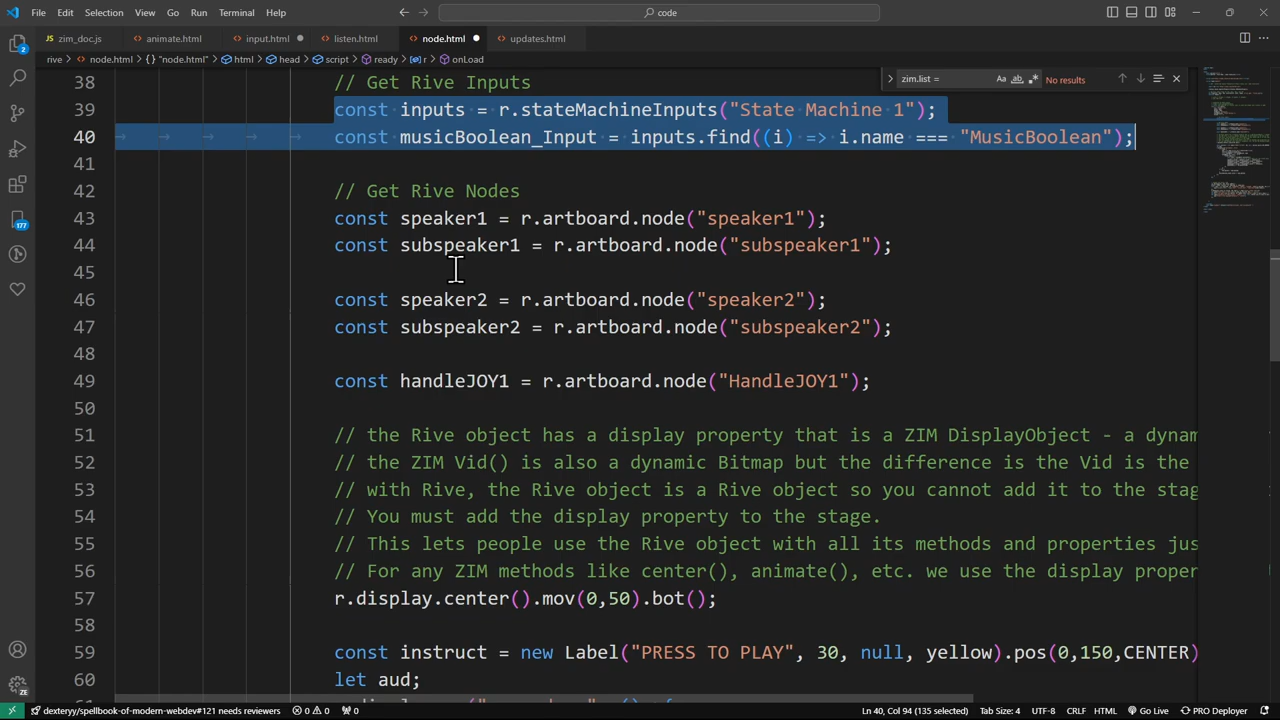 File Edit Selection View Go Run Terminal Help
code
zim_doc.js animate.html input.html listen.html node.html updates.html
rive > node.html > "node.html" > html > head > script > ready > r > onLoad
zim.list = Aa ab .* No results
38 // Get Rive Inputs
39 const inputs = r.stateMachineInputs("State Machine 1");
40 const musicBoolean_input = inputs.find((i) => i.name === "MusicBoolean");
41
42 // Get Rive Nodes
43 const speaker1 = r.artboard.node("speaker1");
44 const subspeaker1 = r.artboard.node("subspeaker1");
45
46 const speaker2 = r.artboard.node("speaker2");
47 const subspeaker2 = r.artboard.node("subspeaker2");
48
49 const handleJOY1 = r.artboard.node("HandleJOY1");
50
51 // the Rive object has a display property that is a ZIM DisplayObject - a dynam
52 // the ZIM Vid() is also a dynamic Bitmap but the difference is the Vid is the
53 // with Rive, the Rive object is a Rive object so you cannot add it to the stag
54 // You must add the display property to the stage.
55 // This lets people use the Rive object with all its methods and properties jus
56 // For any ZIM methods like center(), animate(), etc. we use the display proper
57 r.display.center().mov(0,50).bot();
58
59 const instruct = new Label("PRESS TO PLAY", 30, null, yellow).pos(0,150,CENTER)
60 let aud;
177
ZE
dexteryy/spellbook-of-modern-webdev#121 needs reviewers 0 0 0 Ln 40, Col 94 (135 selected) Tab Size: 4 UTF-8 CRLF HTML Go Live PRO Deployer